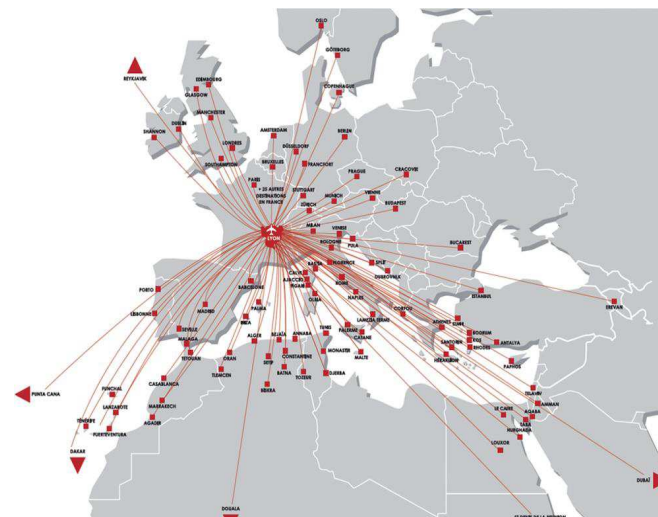 OSLO
GÖTEBORG
REYKJAVIK
EDIMBOURG
GLASGOW
COPENHAGUE
MANCHESTER
DUBLIN
SHANNON
LONDRES
AMSTERDAM
BERLIN
SOUTHAMPTON
DÜSSELDORF
BRUXELLES
FRANCFORT
PRAGUE
CRACOVIE
PARIS
+ 25 AUTRES
DESTINATIONS
EN FRANCE
STUTTGART
MUNICH
VIENNE
ZURICH
BUDAPEST
MILAN
VENISE
LYON
BOLOGNE
PULA
BUCAREST
BASTIA
FLORENCE
SPLIT
CALVI
AJACCIO
FIGARI
ROME
DUBROVNIK
PORTO
BARCELONE
OLBIA
NAPLES
ISTANBUL
EREVAN
LISBONNE
MADRID
PALMA
IBIZA
LAMEZIA TERME
CORFOU
SEVILLE
MALAGA
TETOUAN
ALGER
BEJAÏA
ANNABA
TUNIS
PALERME
CATANE
ATHENES
IZMIR
BODRUM
KOS
RHODES
ANTALYA
SANTORIN
HERAKLION
PAPHOS
ORAN
TLEMCEN
SETIF
CONSTANTINE
BATNA
BISKRA
TOZEUR
MONASTIR
DJERBA
MALTE
CASABLANCA
PUNTA CANA
FUNCHAL
LANZAROTE
MARRAKECH
AGADIR
TENERIFE
FUERTEVENTURA
DAKAR
TEL AVIV
AMMAN
LE CAIRE
AQABA
TABA
HURGHADA
LOUXOR
DUBAÏ
DOUALA